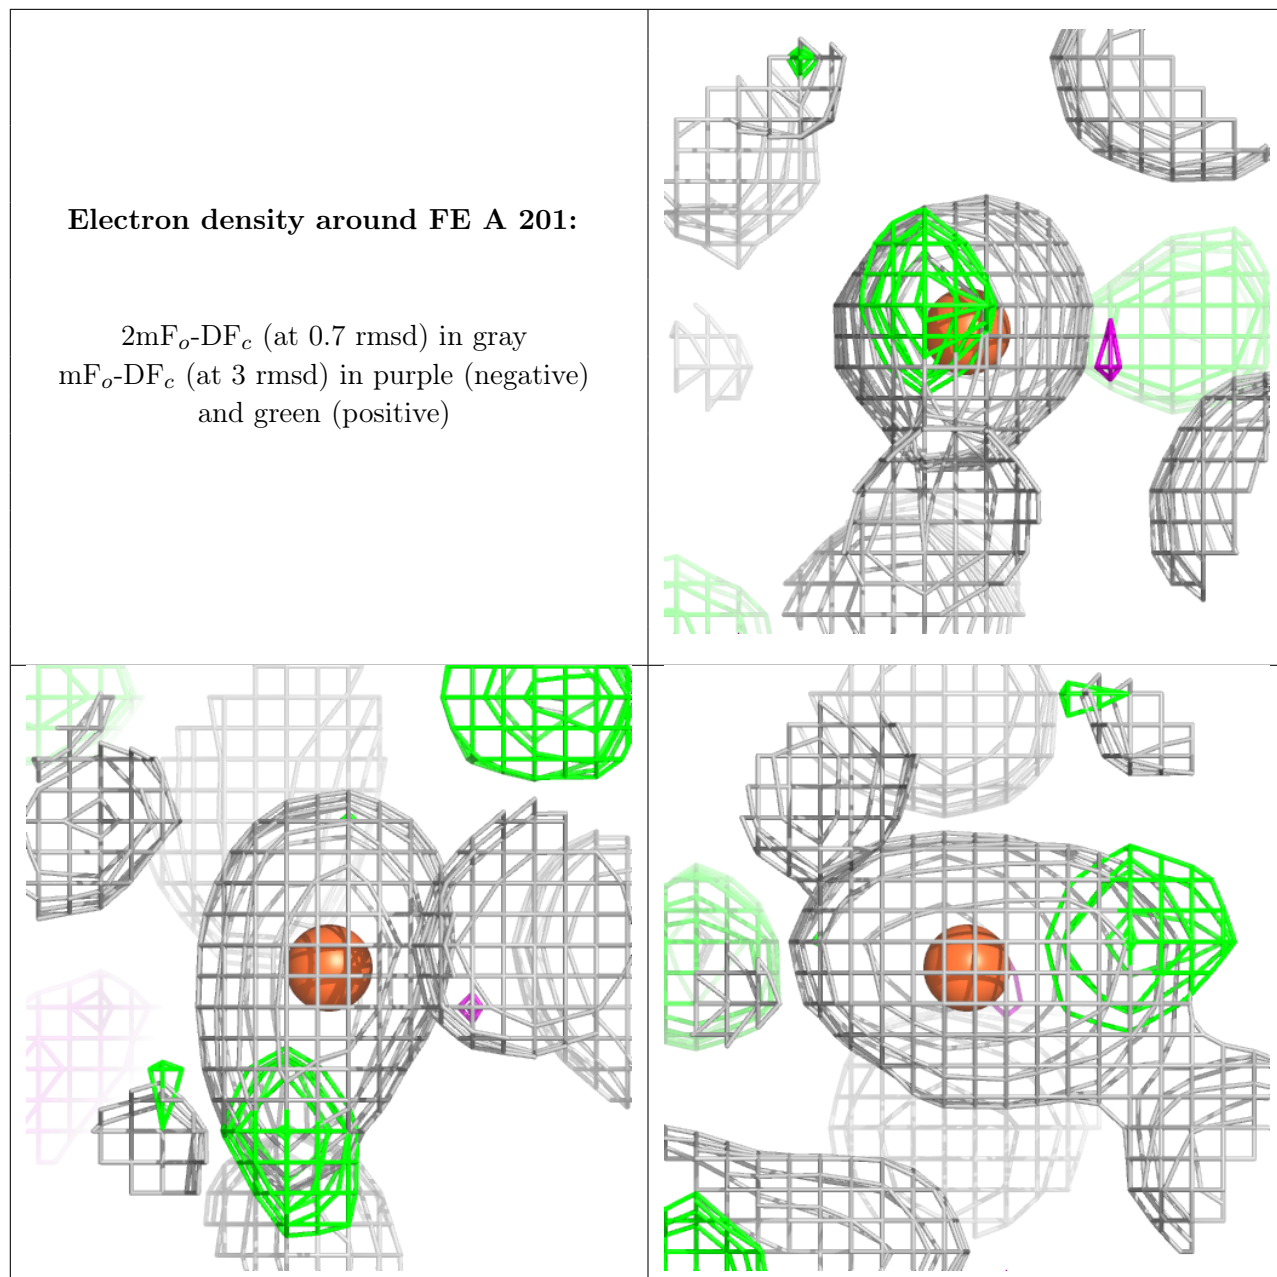 Electron density around FE A 201:
2mFₒ-DF𝒸 (at 0.7 rmsd) in gray
mFₒ-DF𝒸 (at 3 rmsd) in purple (negative)
and green (positive)